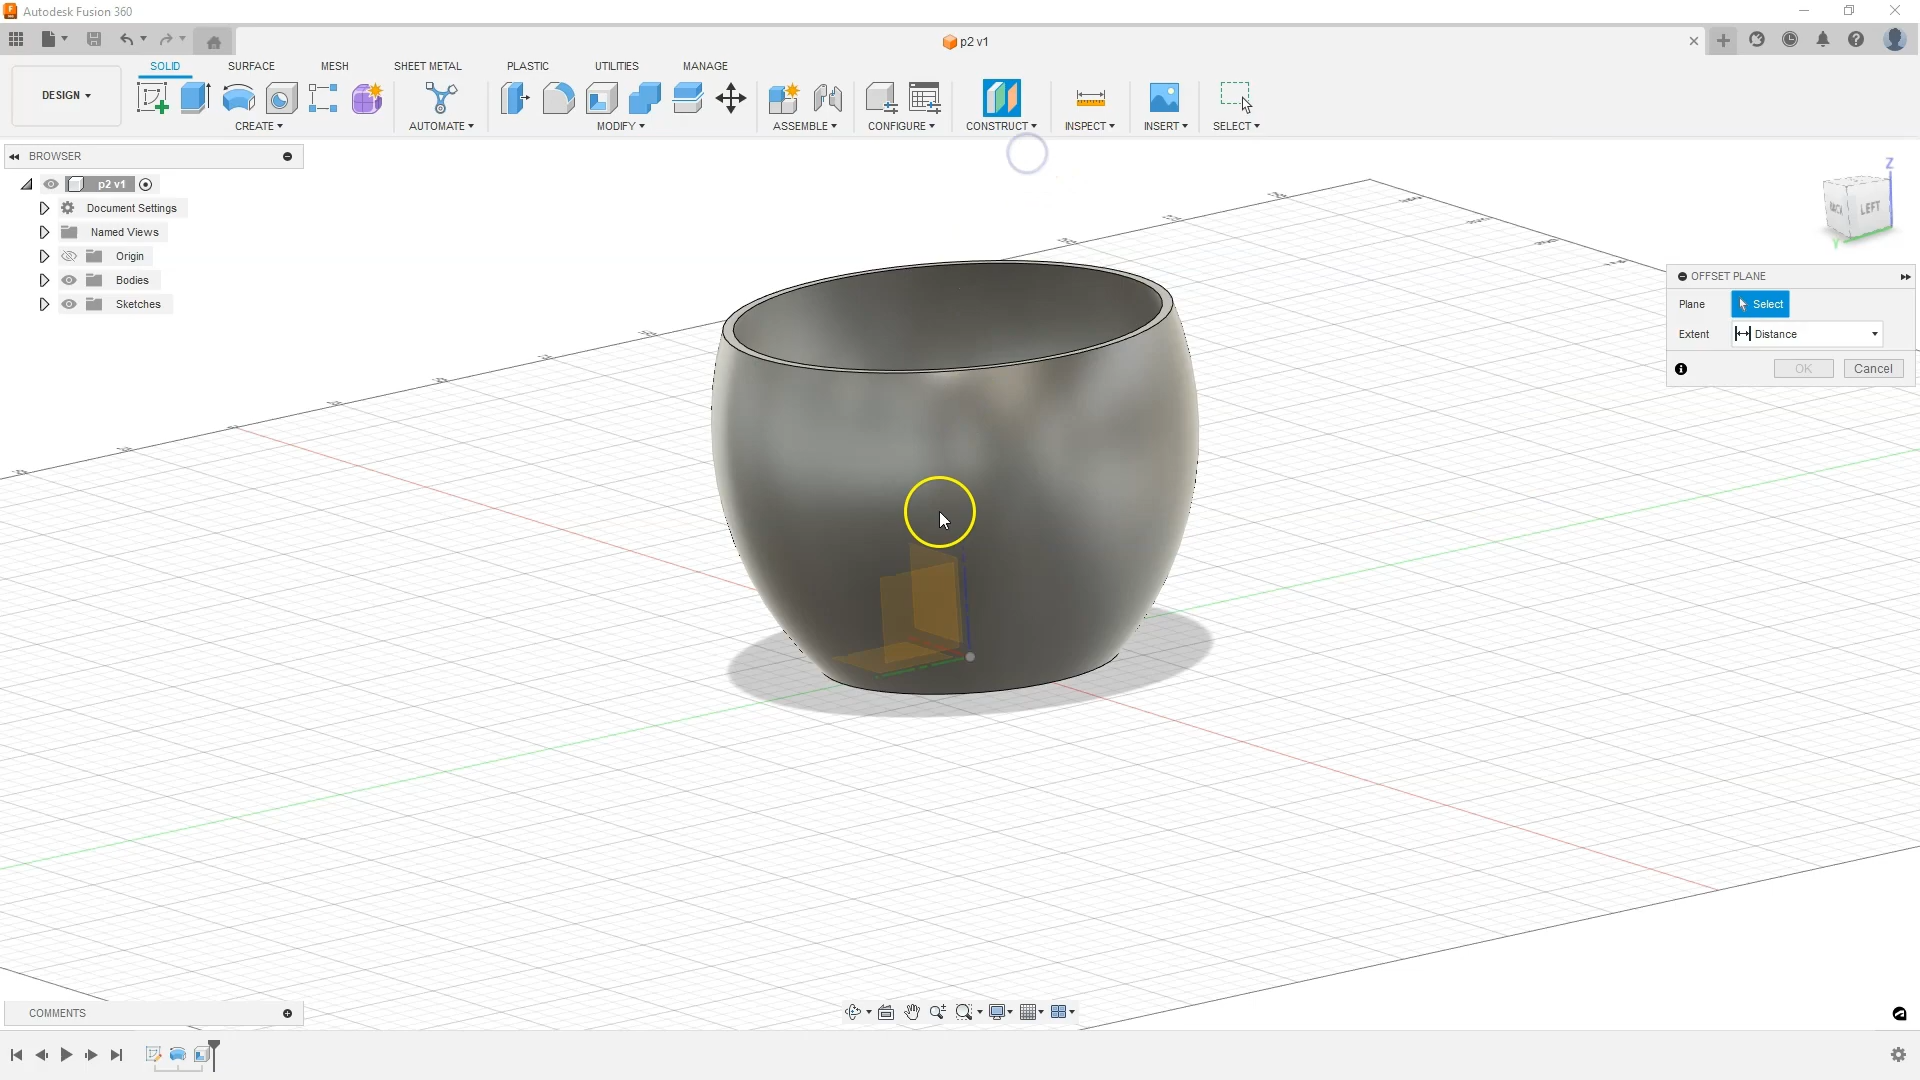 Autodesk Fusion 360
p2 v1
SOLID SURFACE MESH SHEET METAL PLASTIC UTILITIES MANAGE
DESIGN
CREATE AUTOMATE MODIFY ASSEMBLE CONFIGURE CONSTRUCT INSPECT INSERT SELECT
BROWSER
p2 v1
Document Settings
Named Views
Origin
Bodies
Sketches
Z
BACK LEFT
Y
OFFSET PLANE
Plane Select
Extent Distance
OK Cancel
COMMENTS